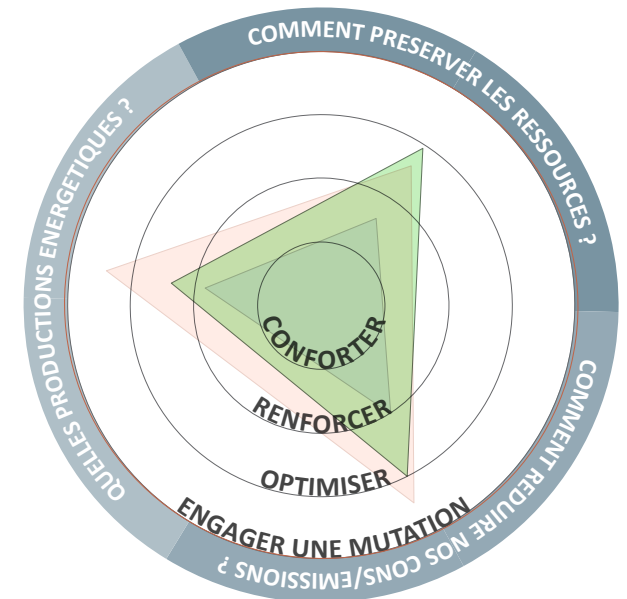 COMMENT PRESERVER LES RESSOURCES ?
QUELLES PRODUCTIONS ENERGETIQUES ?
COMMENT REDUIRE NOS CONS/EMISSIONS ?
CONFORTER
RENFORCER
OPTIMISER
ENGAGER UNE MUTATION